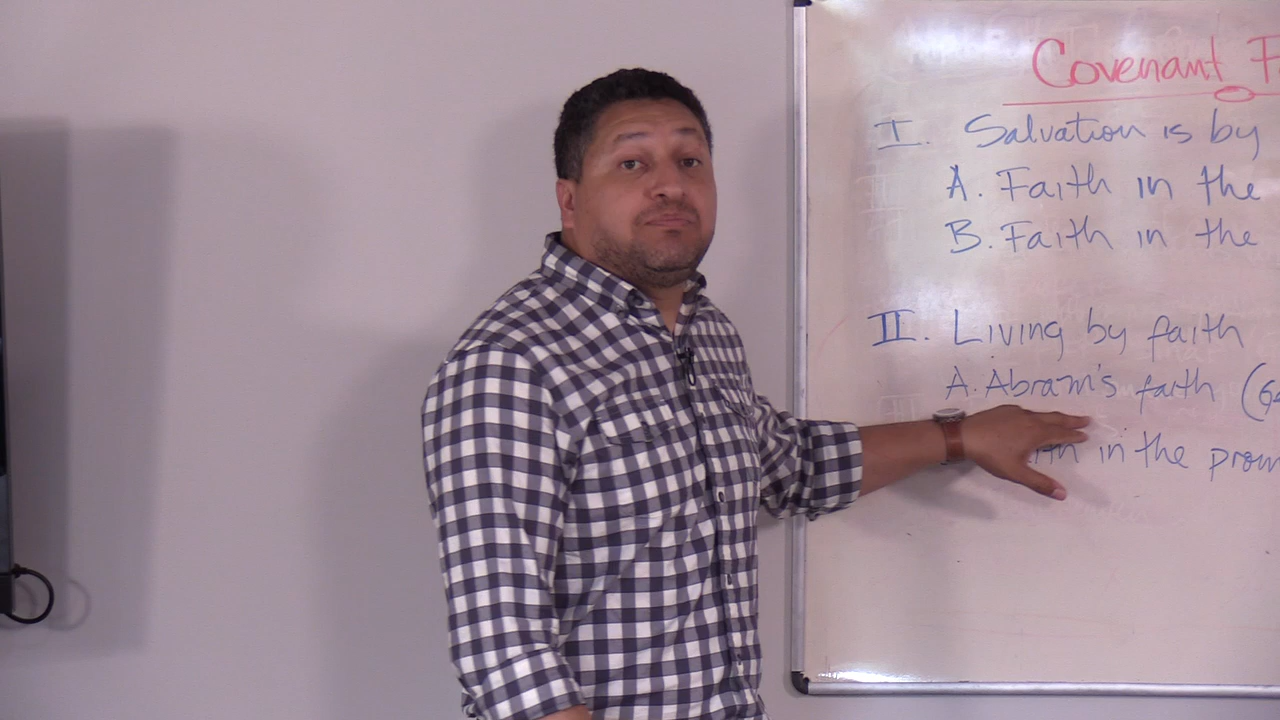 Covenant F
I. Salvation is by
A. Faith in the
B. Faith in the
II. Living by faith
A. Abram's faith (Ge
in the prom